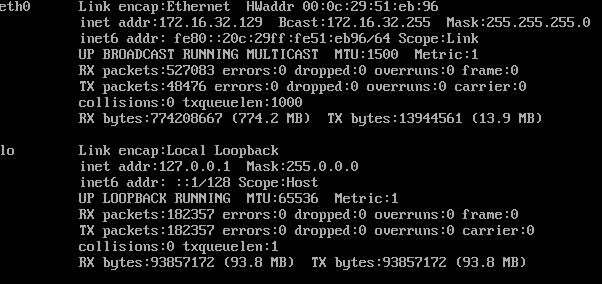 eth0 Link encap:Ethernet HWaddr 00:0c:29:51:eb:96
inet addr:172.16.32.129 Bcast:172.16.32.255 Mask:255.255.255.0
inet6 addr: fe80::20c:29ff:fe51:eb96/64 Scope:Link
UP BROADCAST RUNNING MULTICAST MTU:1500 Metric:1
RX packets:527083 errors:0 dropped:0 overruns:0 frame:0
TX packets:48476 errors:0 dropped:0 overruns:0 carrier:0
collisions:0 txqueuelen:1000
RX bytes:774208667 (774.2 MB) TX bytes:13944561 (13.9 MB)
lo Link encap:Local Loopback
inet addr:127.0.0.1 Mask:255.0.0.0
inet6 addr: ::1/128 Scope:Host
UP LOOPBACK RUNNING MTU:65536 Metric:1
RX packets:182357 errors:0 dropped:0 overruns:0 frame:0
TX packets:182357 errors:0 dropped:0 overruns:0 carrier:0
collisions:0 txqueuelen:1
RX bytes:93857172 (93.8 MB) TX bytes:93857172 (93.8 MB)